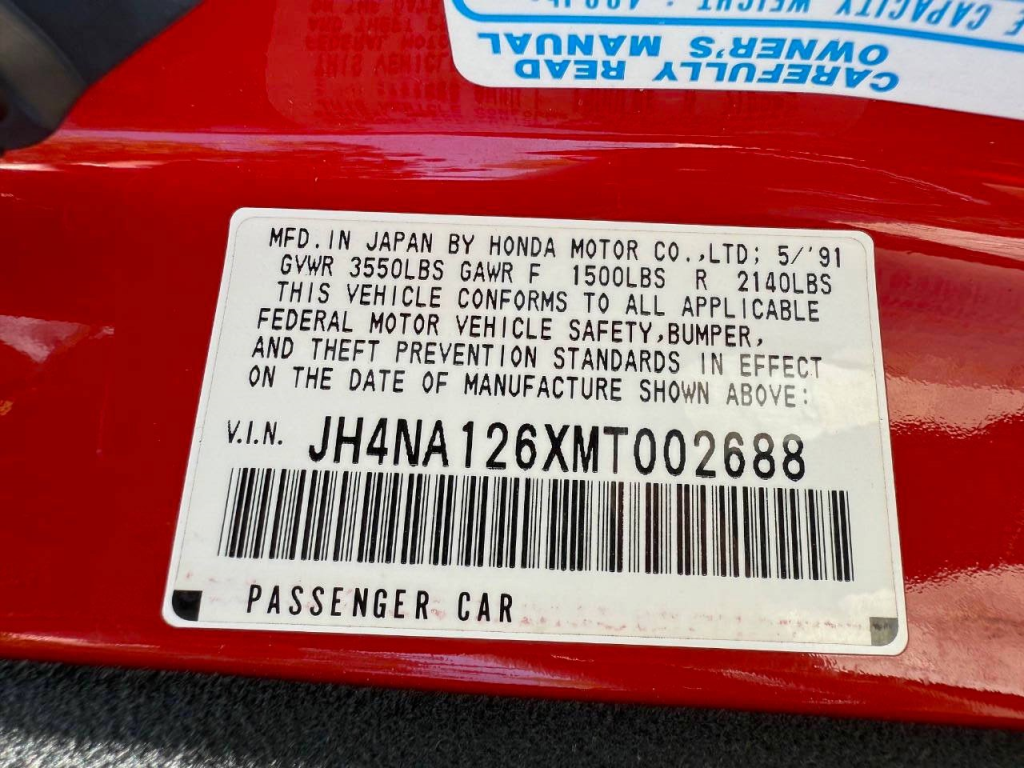 E CAPACITY WEIGHT :
CAREFULLY READ
OWNER'S MANUAL
MFD. IN JAPAN BY HONDA MOTOR CO.,LTD; 5/'91
GVWR 3550LBS GAWR F 1500LBS R 2140LBS
THIS VEHICLE CONFORMS TO ALL APPLICABLE
FEDERAL MOTOR VEHICLE SAFETY,BUMPER,
AND THEFT PREVENTION STANDARDS IN EFFECT
ON THE DATE OF MANUFACTURE SHOWN ABOVE:
V.I.N. JH4NA126XMT002688
PASSENGER CAR